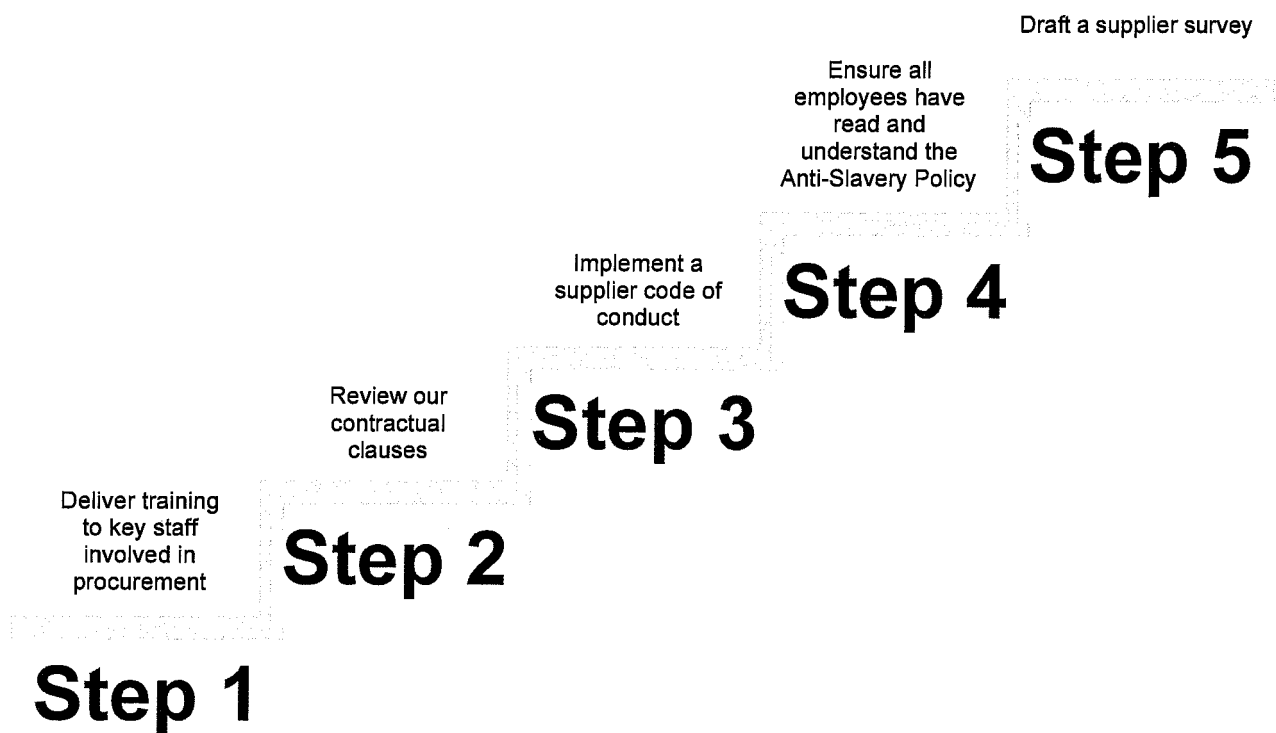 Draft a supplier survey
Step 5
Ensure all
employees have
read and
understand the
Anti-Slavery Policy
Step 4
Implement a
supplier code of
conduct
Step 3
Review our
contractual
clauses
Step 2
Deliver training
to key staff
involved in
procurement
Step 1